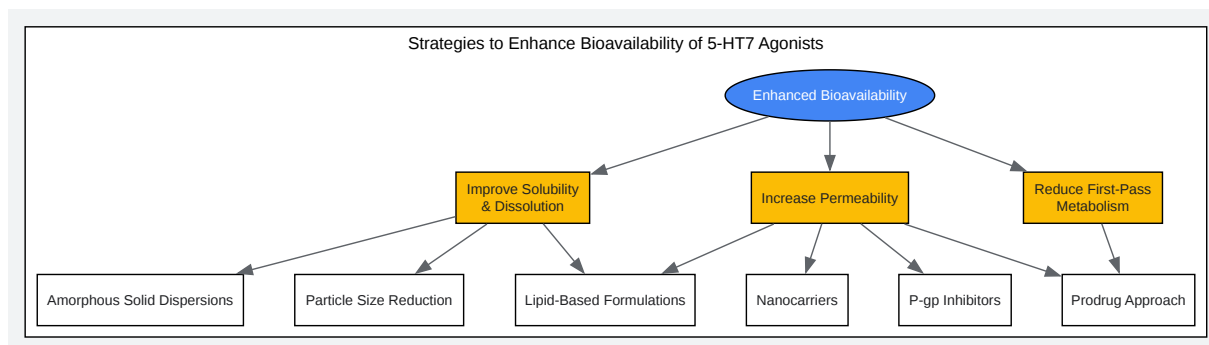 Strategies to Enhance Bioavailability of 5-HT7 Agonists
Enhanced Bioavailability
Improve Solubility
& Dissolution
Increase Permeability
Reduce First-Pass
Metabolism
Amorphous Solid Dispersions
Particle Size Reduction
Lipid-Based Formulations
Nanocarriers
P-gp Inhibitors
Prodrug Approach